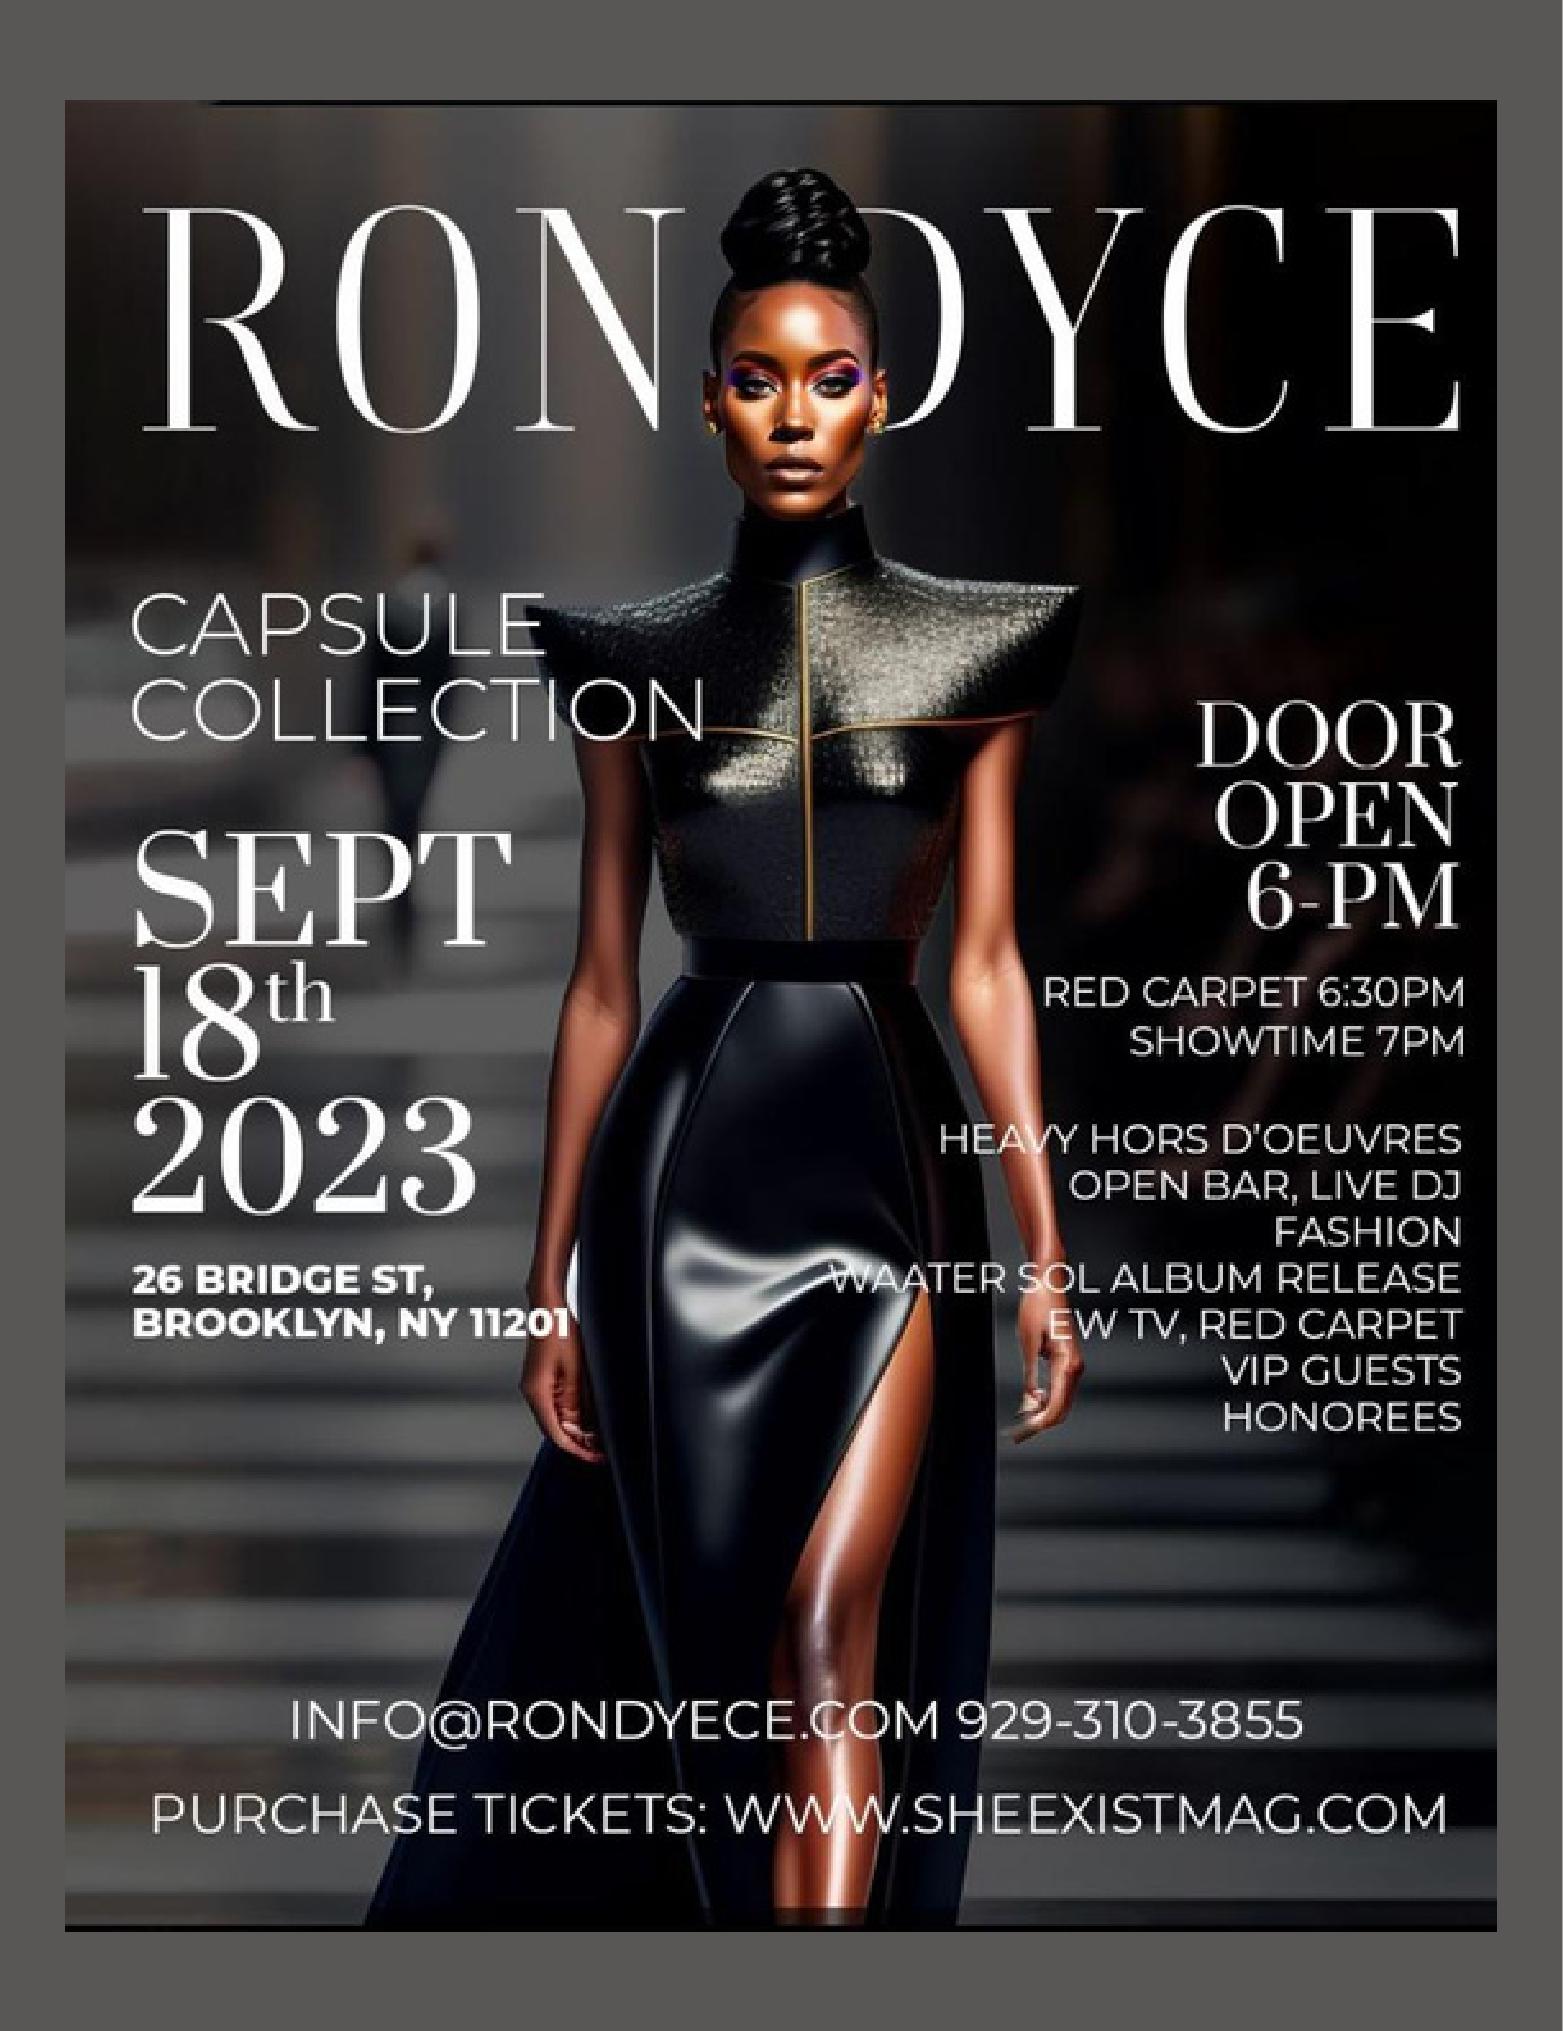 RON DYCE
CAPSULE
COLLECTION
SEPT
18th
2023
26 BRIDGE ST,
BROOKLYN, NY 11201
DOOR
OPEN
6-PM
RED CARPET 6:30PM
SHOWTIME 7PM
HEAVY HORS D'OEUVRES
OPEN BAR, LIVE DJ
FASHION
WAATER SOL ALBUM RELEASE
EW TV, RED CARPET
VIP GUESTS
HONOREES
INFO@RONDYECE.COM 929-310-3855
PURCHASE TICKETS: WWW.SHEEXISTMAG.COM